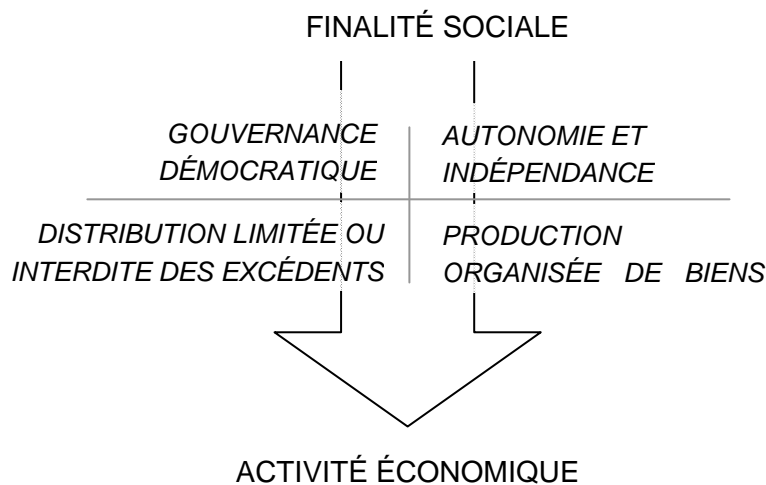 FINALITÉ SOCIALE
GOUVERNANCE
DÉMOCRATIQUE
AUTONOMIE ET
INDÉPENDANCE
DISTRIBUTION LIMITÉE OU
INTERDITE DES EXCÉDENTS
PRODUCTION
ORGANISÉE DE BIENS
ACTIVITÉ ÉCONOMIQUE